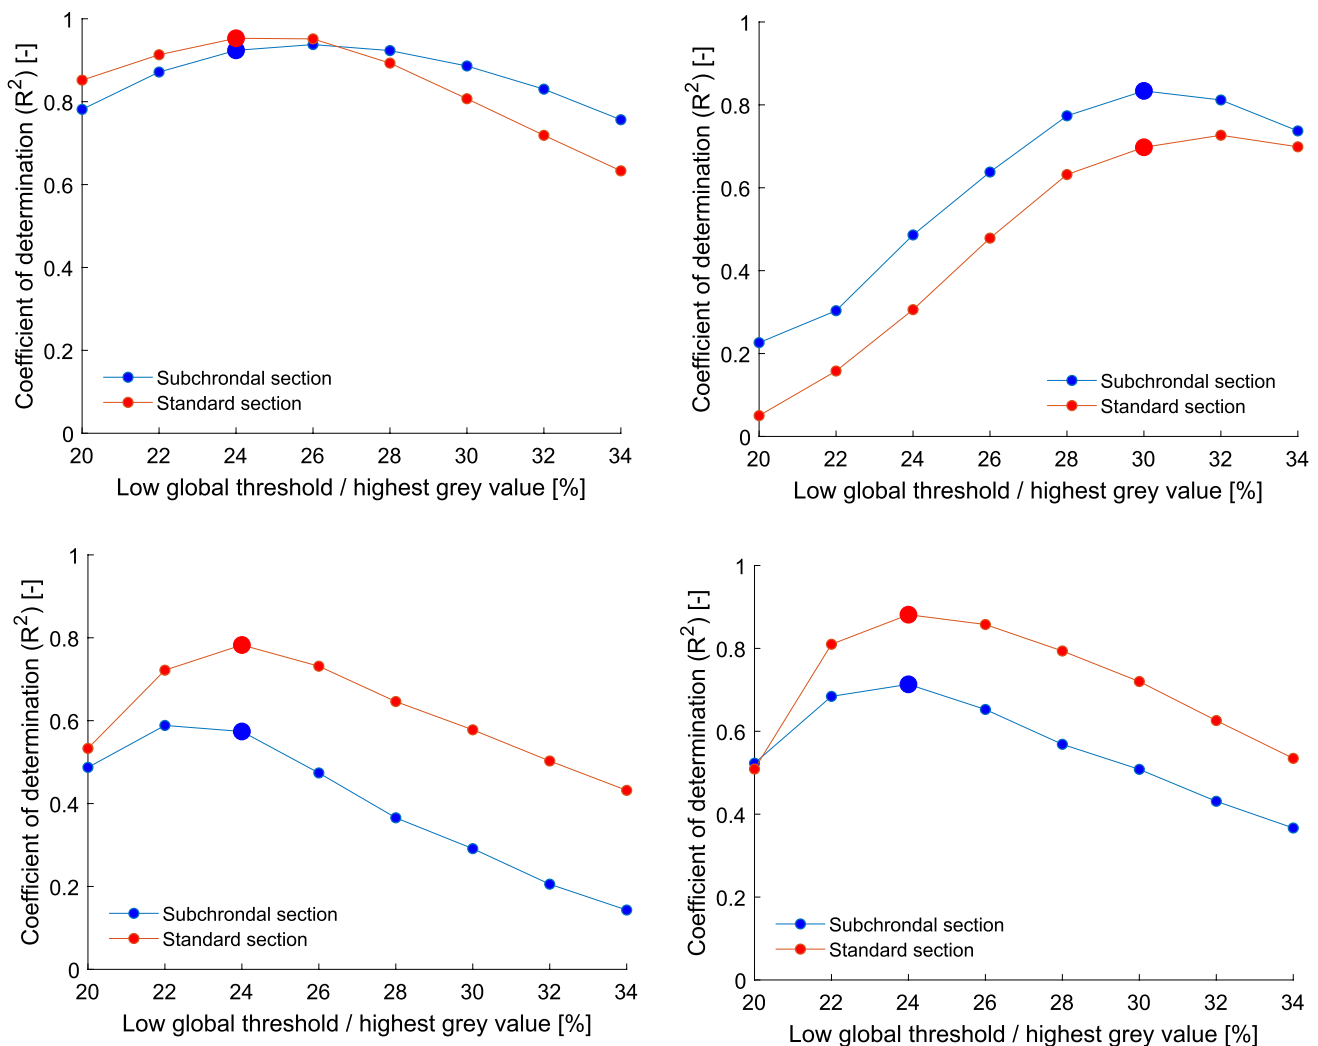 1
0.8
0.6
0.4
0.2
0
Coefficient of determination (R²) [-]
Subchrondal section
Standard section
20 22 24 26 28 30 32 34
Low global threshold / highest grey value [%]
1
0.8
0.6
0.4
0.2
0
Coefficient of determination (R²) [-]
Subchrondal section
Standard section
20 22 24 26 28 30 32 34
Low global threshold / highest grey value [%]
1
0.8
0.6
0.4
0.2
0
Coefficient of determination (R²) [-]
Subchrondal section
Standard section
20 22 24 26 28 30 32 34
Low global threshold / highest grey value [%]
1
0.8
0.6
0.4
0.2
0
Coefficient of determination (R²) [-]
Subchrondal section
Standard section
20 22 24 26 28 30 32 34
Low global threshold / highest grey value [%]